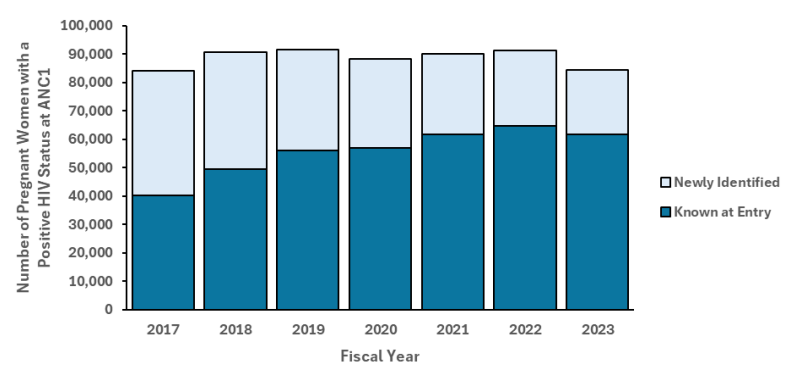 Number of Pregnant Women with a
Positive HIV Status at ANC1
100,000
90,000
80,000
70,000
60,000
50,000
40,000
30,000
20,000
10,000
0
2017 2018 2019 2020 2021 2022 2023
Fiscal Year
Newly Identified
Known at Entry